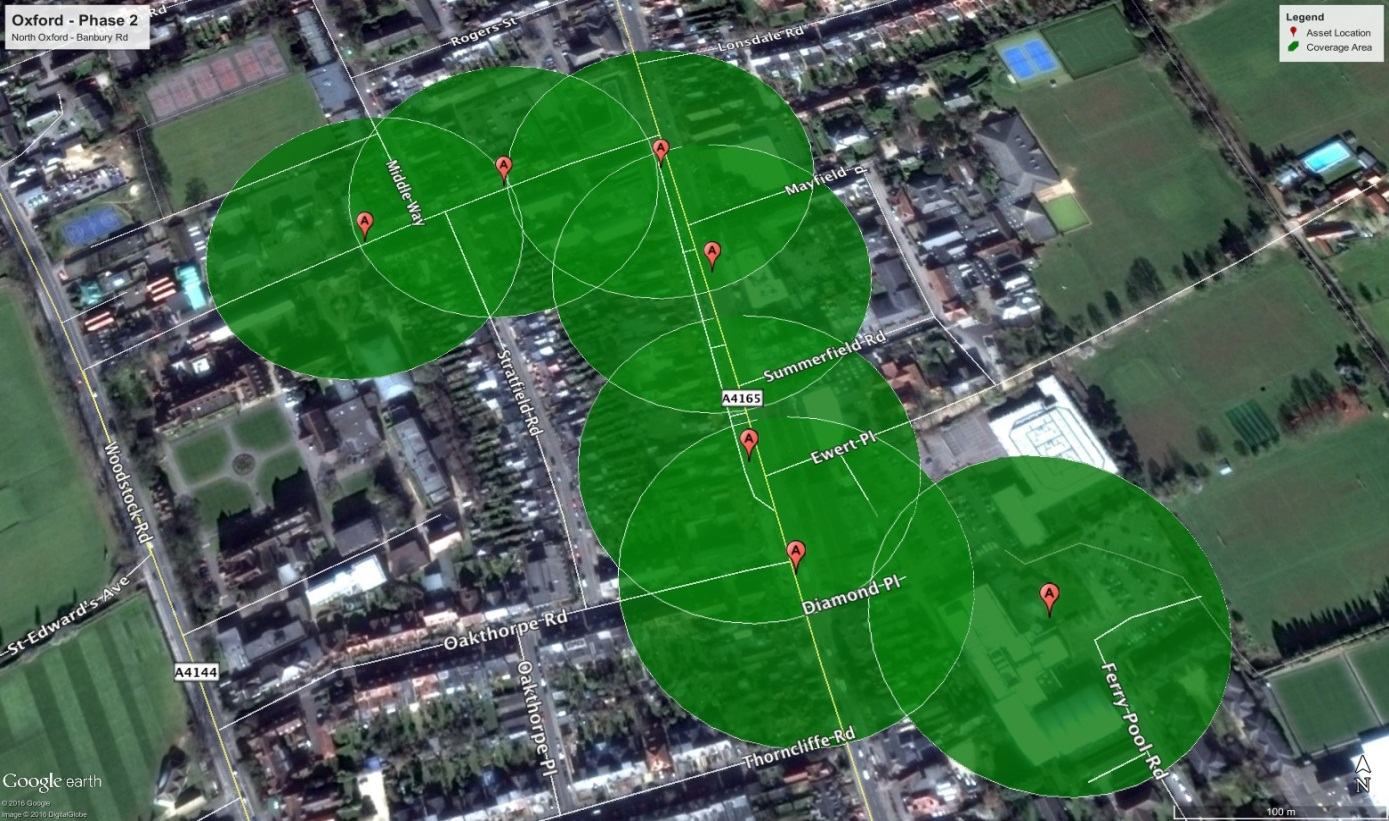 Oxford - Phase 2
North Oxford - Banbury Rd
Rd
Rogers St
Lonsdale Rd
Legend
Asset Location
Coverage Area
A
A
Mayfield
d
Middle Way
A
A
Summerfield Rd
Stratfield Rd
A4165
A
Ewert Pl
Woodstock Rd
A
Diamond Pl
A
St Edward's Ave
Oakthorpe Rd
A4144
Oakthorpe Pl
Ferry Pool Rd
Thorncliffe Rd
Google earth
N
© 2016 Google
Image © 2016 DigitalGlobe
100 m